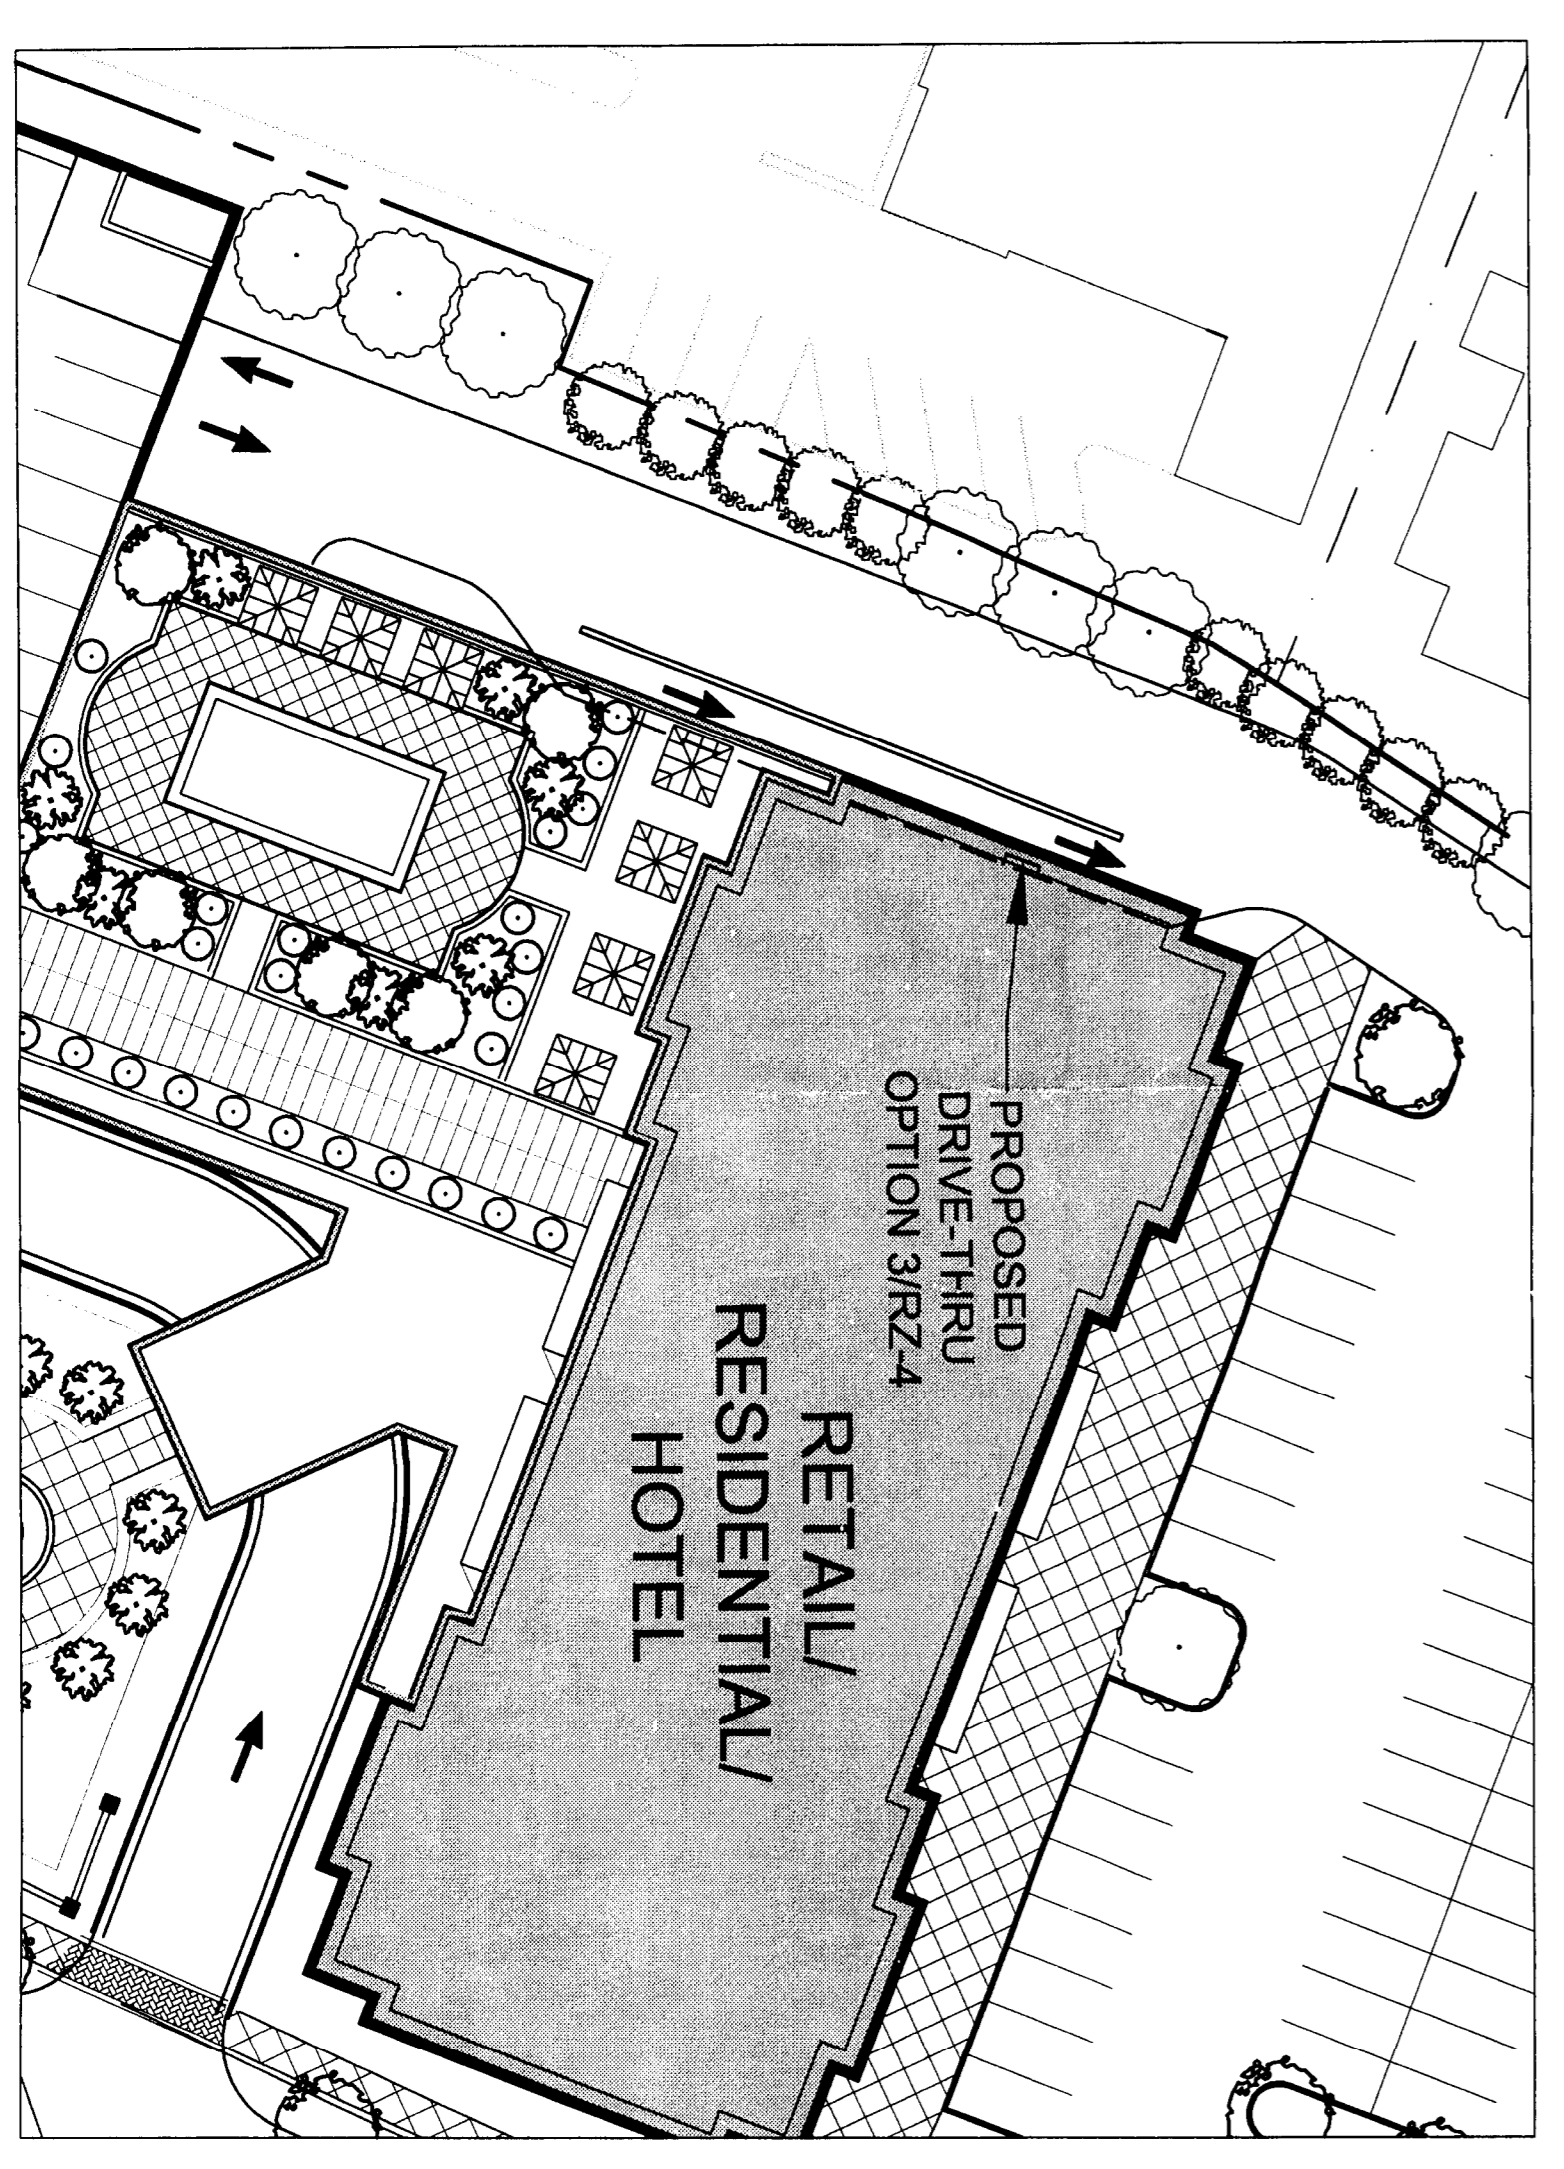 PROPOSED
DRIVE-THRU
OPTION 3/RZ-4
RETAIL/
RESIDENTIAL/
HOTEL